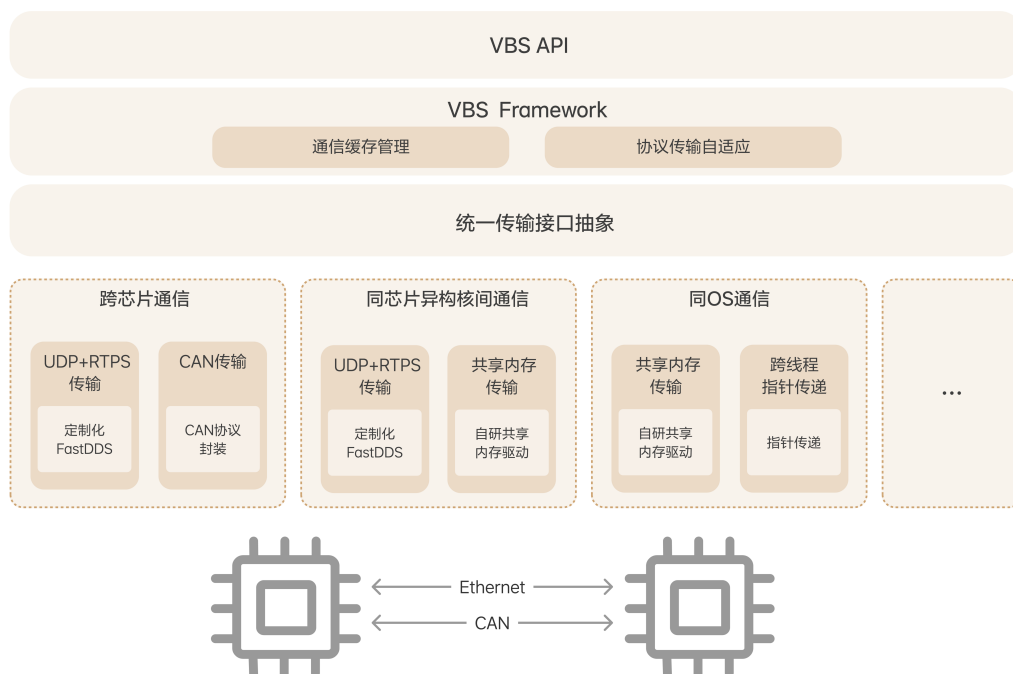 VBS API
VBS Framework
通信缓存管理
协议传输自适应
统一传输接口抽象
跨芯片通信
UDP+RTPS
传输
定制化
FastDDS
CAN传输
CAN协议
封装
同芯片异构核间通信
UDP+RTPS
传输
定制化
FastDDS
共享内存
传输
自研共享
内存驱动
同OS通信
共享内存
传输
自研共享
内存驱动
跨线程
指针传递
指针传递
...
Ethernet
CAN